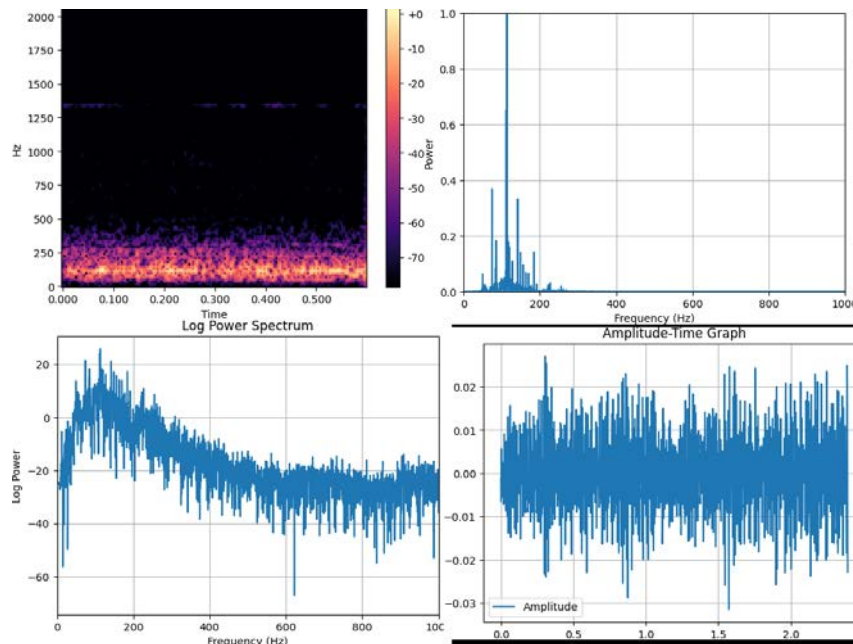 2000
1750
1500
1250
1000
750
500
250
0
Hz
0.000 0.100 0.200 0.300 0.400 0.500
Time
+0
-10
-20
-30
-40
-50
-60
-70
1.0
0.8
0.6
0.4
0.2
0.0
Power
0 200 400 600 800 1000
Frequency (Hz)
Log Power Spectrum
20
0
−20
−40
−60
Log Power
0 200 400 600 800 100
Frequency (Hz)
Amplitude-Time Graph
0.02
0.01
0.00
−0.01
−0.02
−0.03
Amplitude
0.0 0.5 1.0 1.5 2.0